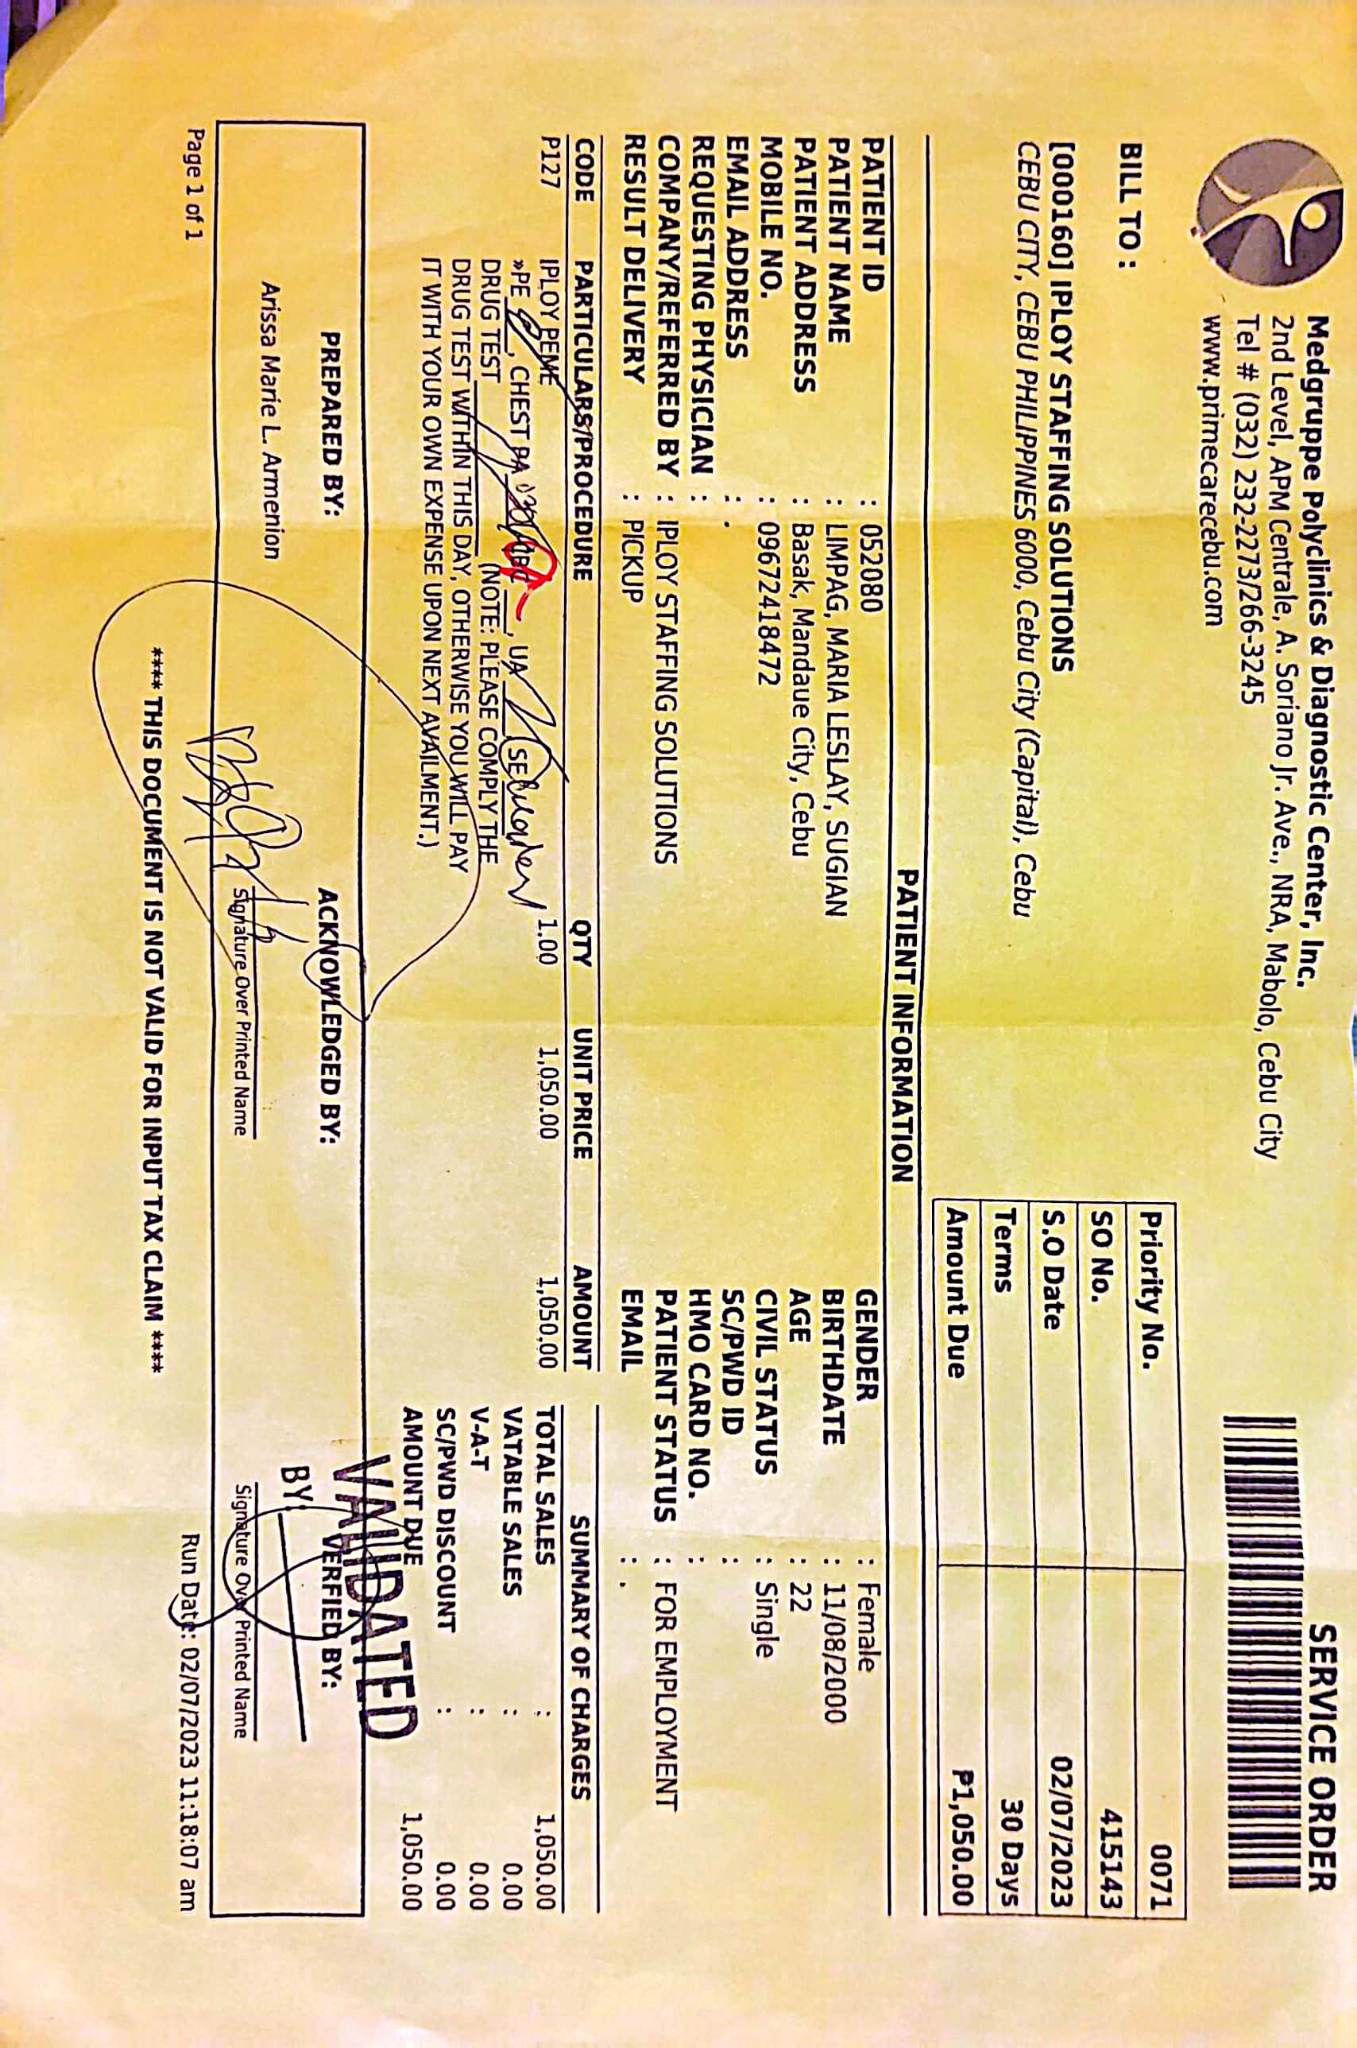 Medgruppe Polyclinics & Diagnostic Center, Inc.
2nd Level, APM Centrale, A. Soriano Jr. Ave., NRA, Mabolo, Cebu City
Tel # (032) 232-2273/266-3245
www.primecarecebu.com
SERVICE ORDER
BILL TO :
[000160] IPLOY STAFFING SOLUTIONS
CEBU CITY, CEBU PHILIPPINES 6000, Cebu City (Capital), Cebu
Priority No. 0071
SO No. 415143
S.O Date 02/07/2023
Terms 30 Days
Amount Due ₱1,050.00
PATIENT INFORMATION
PATIENT ID : 052080 GENDER : Female
PATIENT NAME : LIMPAG, MARIA LESLAY, SUGIAN BIRTHDATE : 11/08/2000
PATIENT ADDRESS : Basak, Mandaue City, Cebu AGE : 22
MOBILE NO. : 09672418472 CIVIL STATUS : Single
EMAIL ADDRESS : . SC/PWD ID :
REQUESTING PHYSICIAN : HMO CARD NO. :
COMPANY/REFERRED BY : IPLOY STAFFING SOLUTIONS PATIENT STATUS : FOR EMPLOYMENT
RESULT DELIVERY : PICKUP EMAIL : .
CODE PARTICULARS/PROCEDURE QTY UNIT PRICE AMOUNT SUMMARY OF CHARGES
P127 IPLOY PEME 1.00 1,050.00 1,050.00 TOTAL SALES : 1,050.00
»PE , CHEST PA , UA SE VATABLE SALES : 0.00
DRUG TEST (NOTE: PLEASE COMPLY THE V-A-T : 0.00
DRUG TEST WITHIN THIS DAY, OTHERWISE YOU WILL PAY SC/PWD DISCOUNT : 0.00
IT WITH YOUR OWN EXPENSE UPON NEXT AVAILMENT.) AMOUNT DUE 1,050.00
VALIDATED
BY:
PREPARED BY: ACKNOWLEDGED BY: VERFIED BY:
Arissa Marie L. Armenion
Signature Over Printed Name Signature Over Printed Name
Page 1 of 1 Run Date: 02/07/2023 11:18:07 am
**** THIS DOCUMENT IS NOT VALID FOR INPUT TAX CLAIM ****